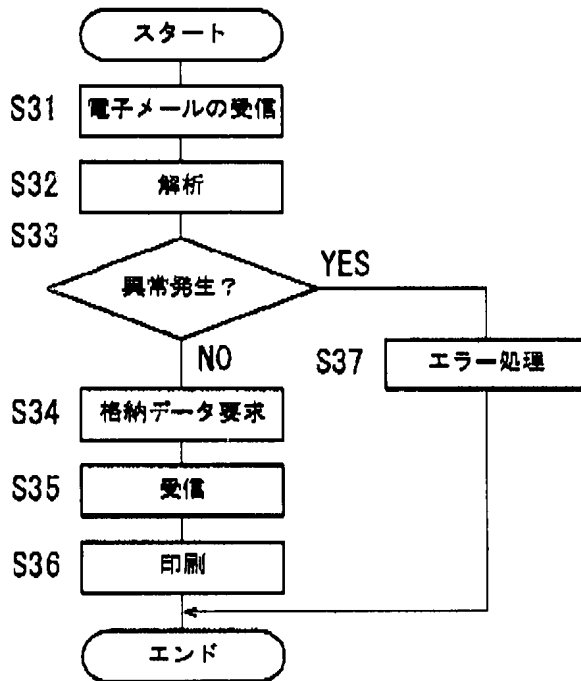 スタート
S31 電子メールの受信
S32 解析
S33
異常発生?
YES
NO
S37 エラー処理
S34 格納データ要求
S35 受信
S36 印刷
エンド